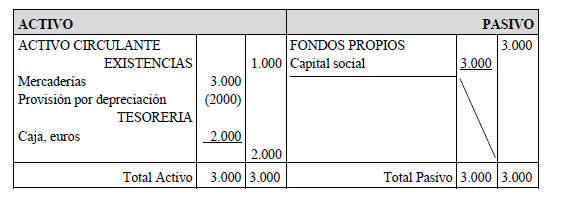 ACTIVO PASIVO
ACTIVO CIRCULANTE FONDOS PROPIOS 3.000
EXISTENCIAS 1.000 Capital social 3.000
Mercaderías 3.000
Provisión por depreciación (2000)
TESORERIA
Caja, euros 2.000
2.000
Total Activo 3.000 3.000 Total Pasivo 3.000 3.000